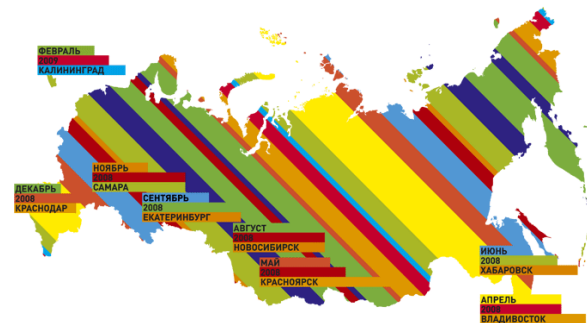 ФЕВРАЛЬ
2009
КАЛИНИНГРАД
НОЯБРЬ
2008
САМАРА
ДЕКАБРЬ
2008
КРАСНОДАР
СЕНТЯБРЬ
2008
ЕКАТЕРИНБУРГ
АВГУСТ
2008
НОВОСИБИРСК
МАЙ
2008
КРАСНОЯРСК
ИЮНЬ
2008
ХАБАРОВСК
АПРЕЛЬ
2008
ВЛАДИВОСТОК